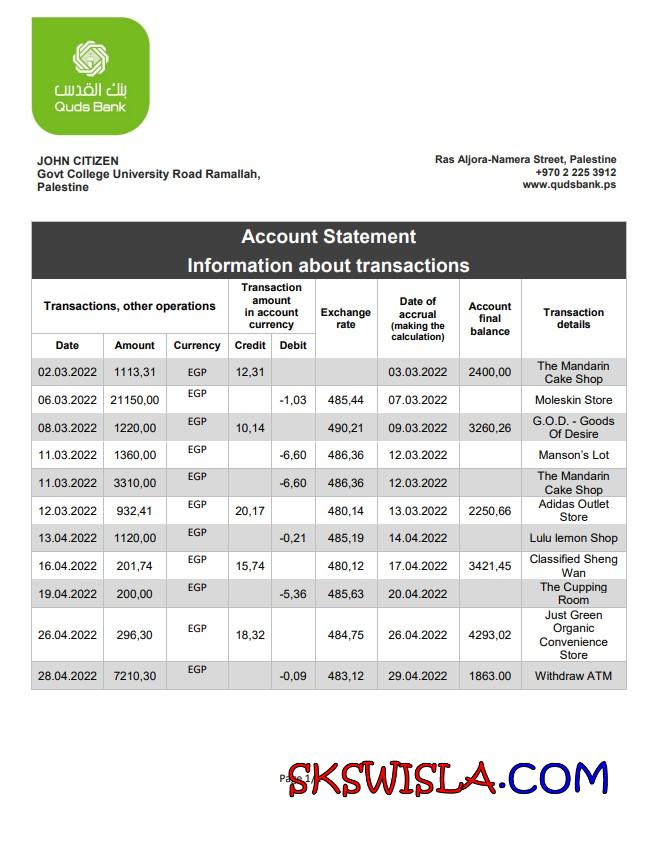 بنك القدس
Quds Bank
JOHN CITIZEN
Govt College University Road Ramallah,
Palestine
Ras Aljora-Namera Street, Palestine
+970 2 225 3912
www.qudsbank.ps
Account Statement
Information about transactions
Transactions, other operations
Transaction amount in account currency
Exchange rate
Date of accrual (making the calculation)
Account final balance
Transaction details
Date Amount Currency Credit Debit
02.03.2022 1113,31 EGP 12,31 03.03.2022 2400,00 The Mandarin Cake Shop
06.03.2022 21150,00 EGP -1,03 485,44 07.03.2022 Moleskin Store
08.03.2022 1220,00 EGP 10,14 490,21 09.03.2022 3260,26 G.O.D. - Goods Of Desire
11.03.2022 1360,00 EGP -6,60 486,36 12.03.2022 Manson's Lot
11.03.2022 3310,00 EGP -6,60 486,36 12.03.2022 The Mandarin Cake Shop
12.03.2022 932,41 EGP 20,17 480,14 13.03.2022 2250,66 Adidas Outlet Store
13.04.2022 1120,00 EGP -0,21 485,19 14.04.2022 Lulu lemon Shop
16.04.2022 201,74 EGP 15,74 480,12 17.04.2022 3421,45 Classified Sheng Wan
19.04.2022 200,00 EGP -5,36 485,63 20.04.2022 The Cupping Room
26.04.2022 296,30 EGP 18,32 484,75 26.04.2022 4293,02 Just Green Organic Convenience Store
28.04.2022 7210,30 EGP -0,09 483,12 29.04.2022 1863.00 Withdraw ATM
SKSWISLA.COM